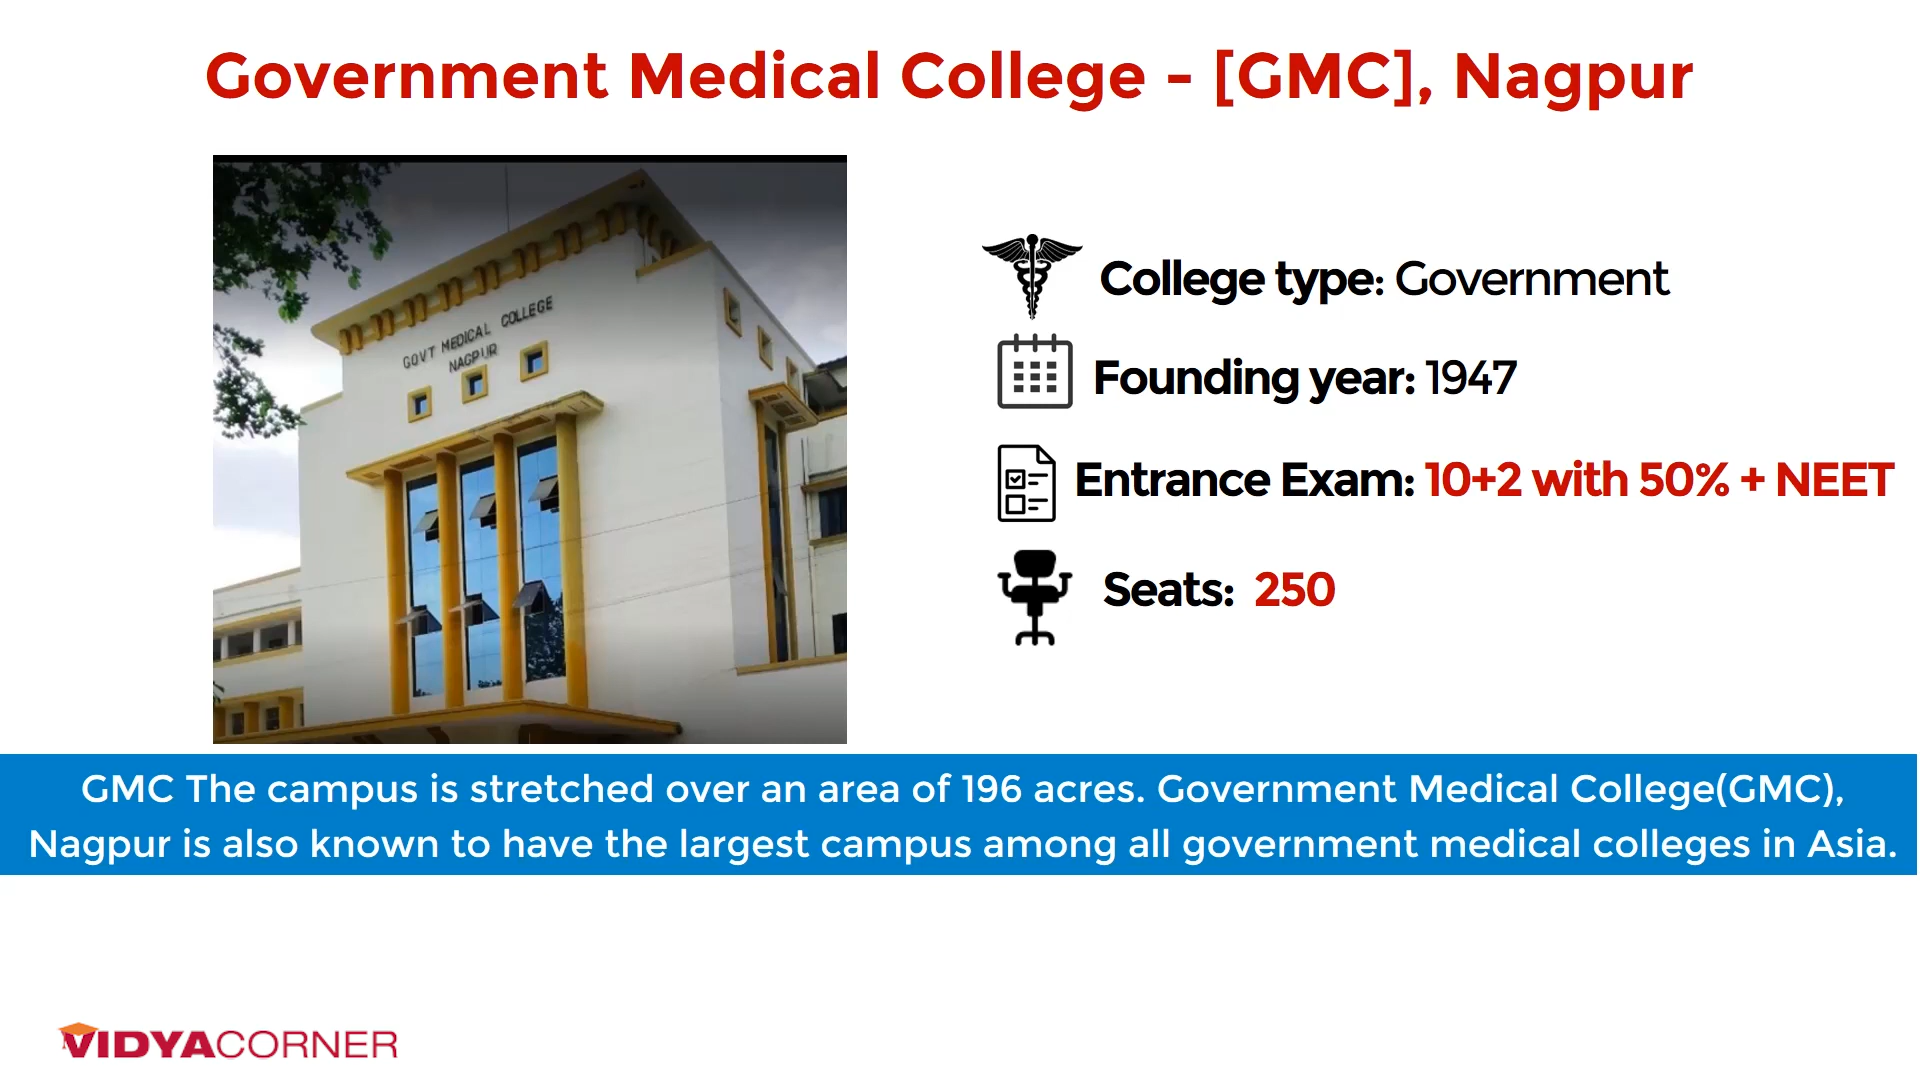 Government Medical College - [GMC], Nagpur
GOVT MEDICAL COLLEGE
NAGPUR
College type: Government
Founding year: 1947
Entrance Exam: 10+2 with 50% + NEET
Seats: 250
GMC The campus is stretched over an area of 196 acres. Government Medical College(GMC),
Nagpur is also known to have the largest campus among all government medical colleges in Asia.
VIDYACORNER